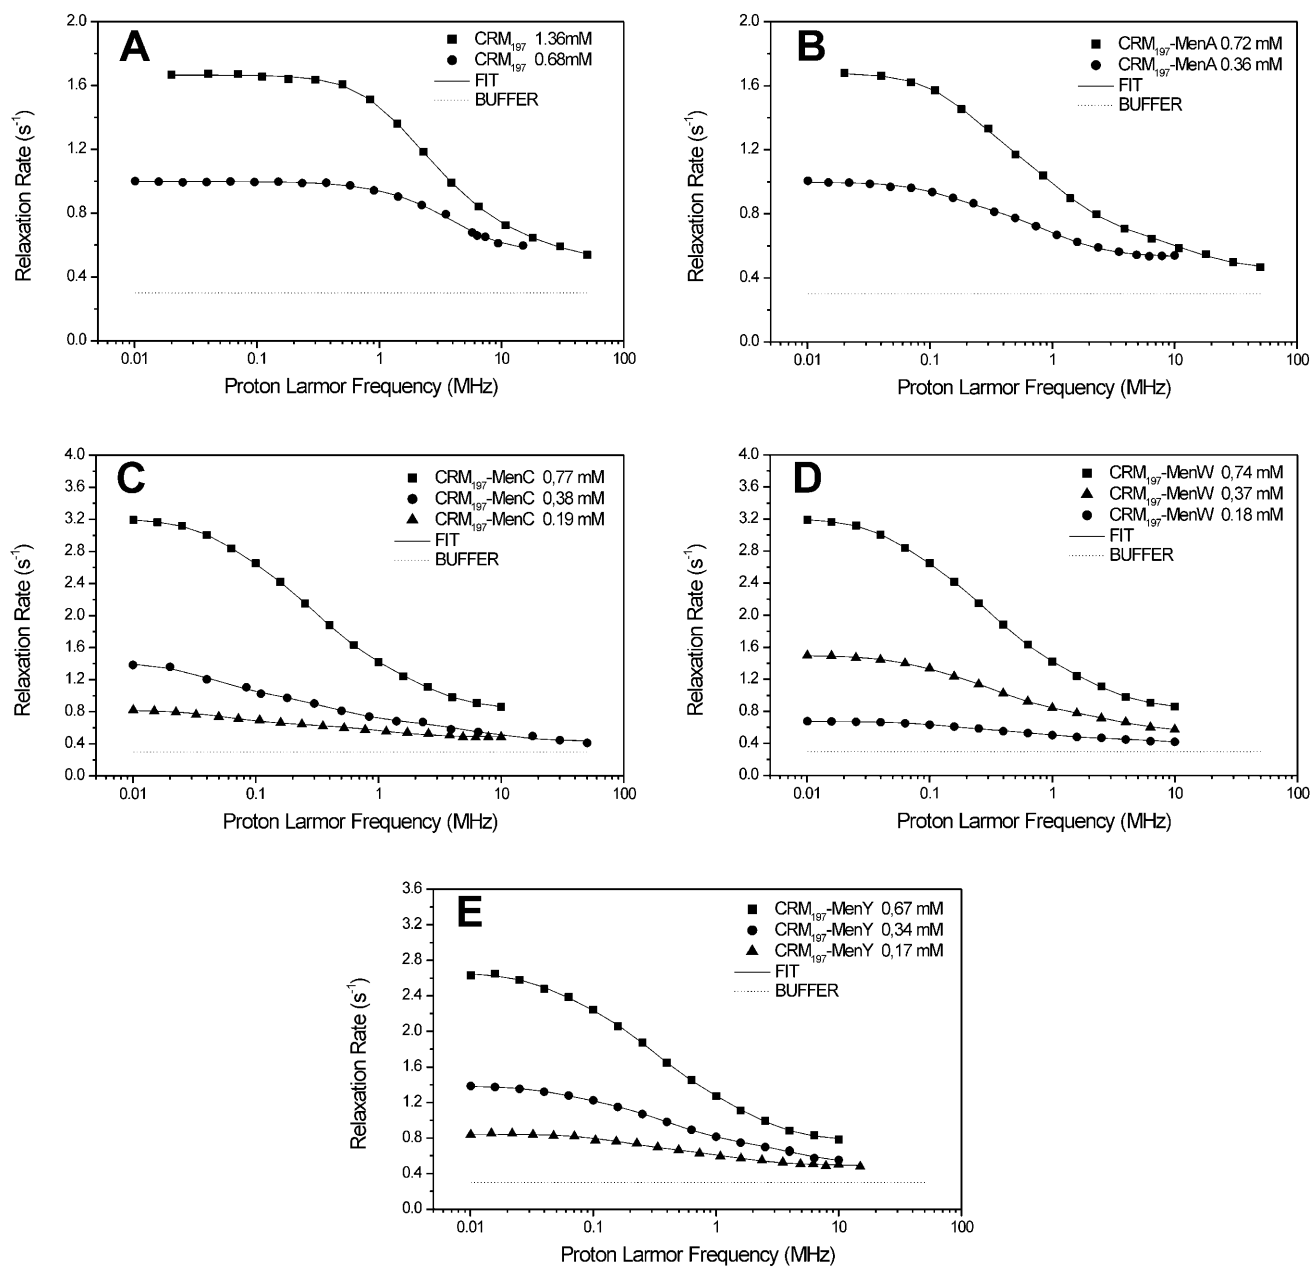 A
CRM197 1.36mM
CRM197 0.68mM
FIT
BUFFER
2.0
1.6
1.2
0.8
0.4
0.0
Relaxation Rate (s-1)
0.01 0.1 1 10 100
Proton Larmor Frequency (MHz)
B
CRM197-MenA 0.72 mM
CRM197-MenA 0.36 mM
FIT
BUFFER
2.0
1.6
1.2
0.8
0.4
0.0
Relaxation Rate (s-1)
0.01 0.1 1 10 100
Proton Larmor Frequency (MHz)
C
CRM197-MenC 0,77 mM
CRM197-MenC 0,38 mM
CRM197-MenC 0.19 mM
FIT
BUFFER
4.0
3.6
3.2
2.8
2.4
2.0
1.6
1.2
0.8
0.4
0.0
Relaxation Rate (s-1)
0.01 0.1 1 10 100
Proton Larmor Frequency (MHz)
D
CRM197-MenW 0,74 mM
CRM197-MenW 0,37 mM
CRM197-MenW 0.18 mM
FIT
BUFFER
4.0
3.6
3.2
2.8
2.4
2.0
1.6
1.2
0.8
0.4
0.0
Relaxation Rate (s-1)
0.01 0.1 1 10 100
Proton Larmor Frequency (MHz)
E
CRM197-MenY 0,67 mM
CRM197-MenY 0,34 mM
CRM197-MenY 0,17 mM
FIT
BUFFER
3.6
3.2
2.8
2.4
2.0
1.6
1.2
0.8
0.4
0.0
Relaxation Rate (s-1)
0.01 0.1 1 10 100
Proton Larmor Frequency (MHz)